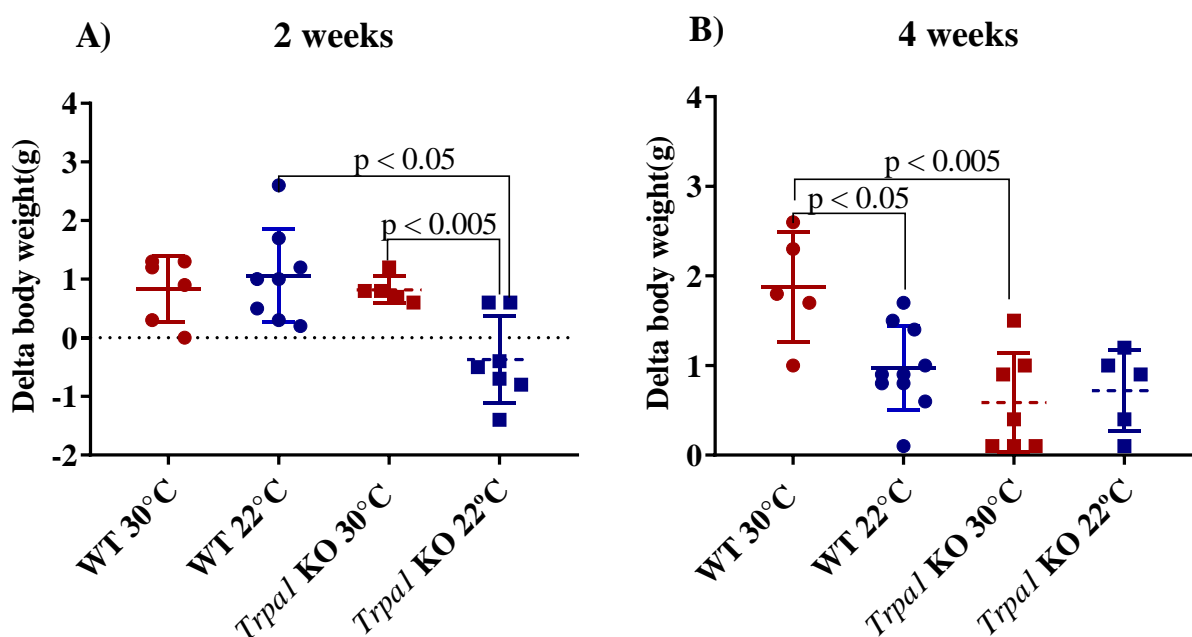 A)
2 weeks
Delta body weight(g)
4
3
2
1
0
-1
-2
p < 0.05
p < 0.005
WT 30°C
WT 22°C
Trpa1 KO 30°C
Trpa1 KO 22ºC
B)
4 weeks
Delta body weight(g)
4
3
2
1
0
p < 0.005
p < 0.05
WT 30°C
WT 22°C
Trpa1 KO 30°C
Trpa1 KO 22ºC